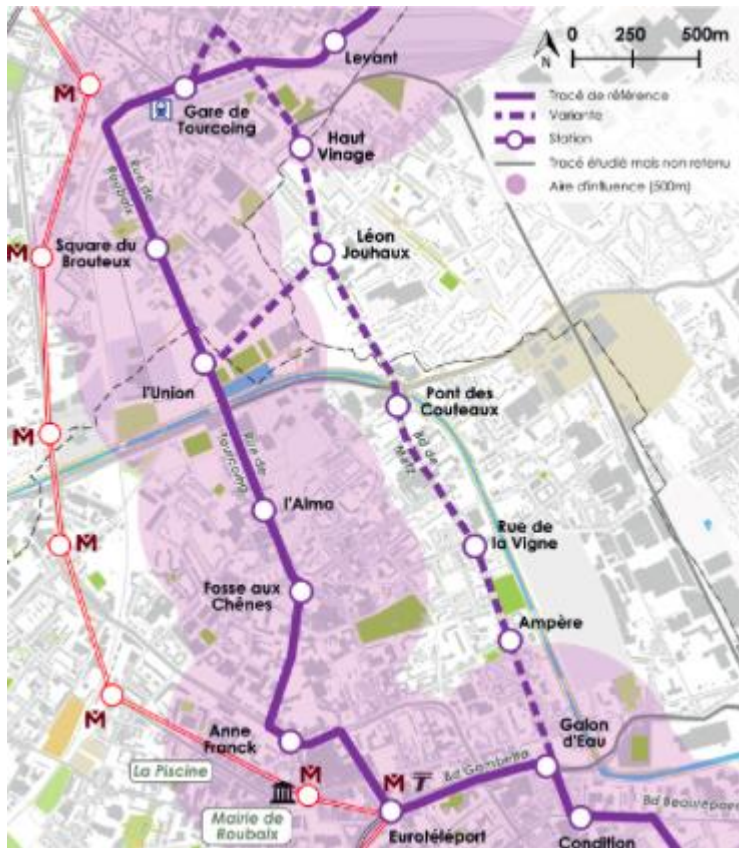 0 250 500m
N
Levant
Tracé de référence
Variante
Station
Tracé étudié mais non retenu
Aire d'influence (500m)
M
Gare de
Tourcoing
Haut
Vinage
Rue de
Roubaix
M
Square du
Brouteux
Léon
Jouhaux
l'Union
Pont des
Couteaux
M
Rue de
Tourcoing
Bd de
Metz
l'Alma
M
Rue de
la Vigne
Fosse aux
Chênes
Ampère
M
Anne
Franck
Galon
d'Eau
La Piscine
M
M T
Bd Gambetta
Mairie de
Roubaix
Eurotéléport
Bd Beaurepaire
Condition